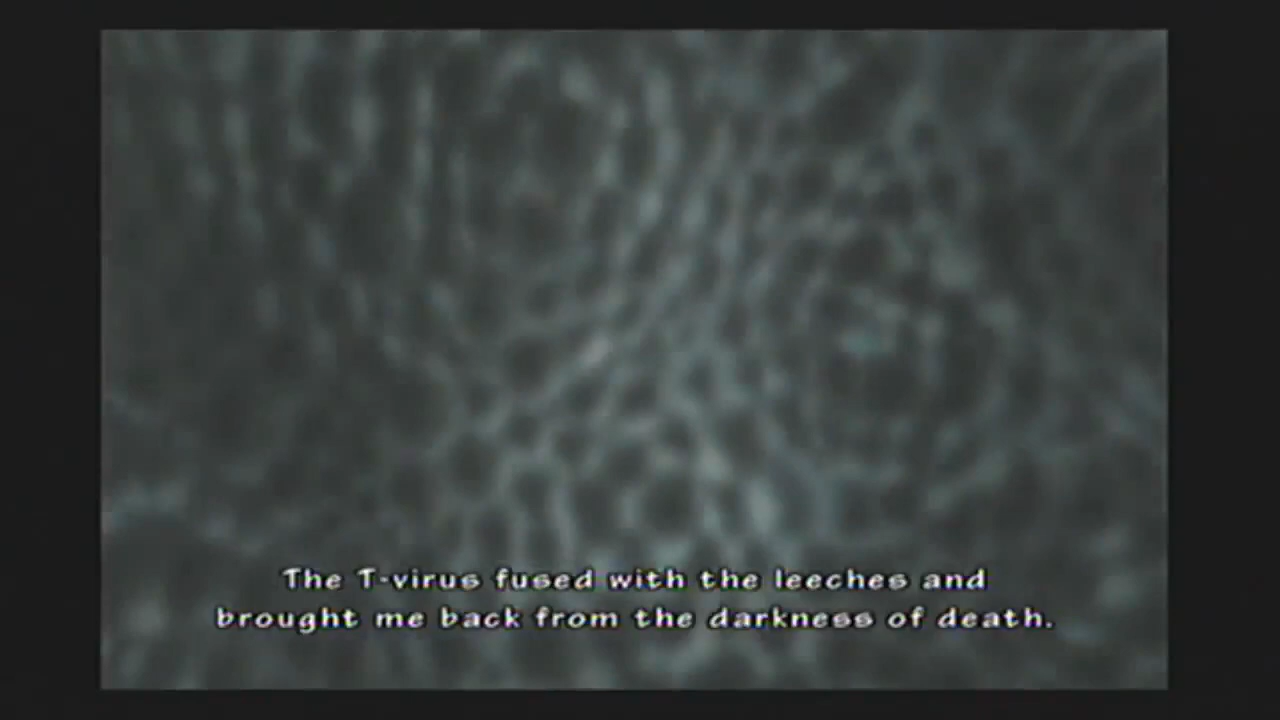 The T-virus fused with the leeches and
brought me back from the darkness of death.